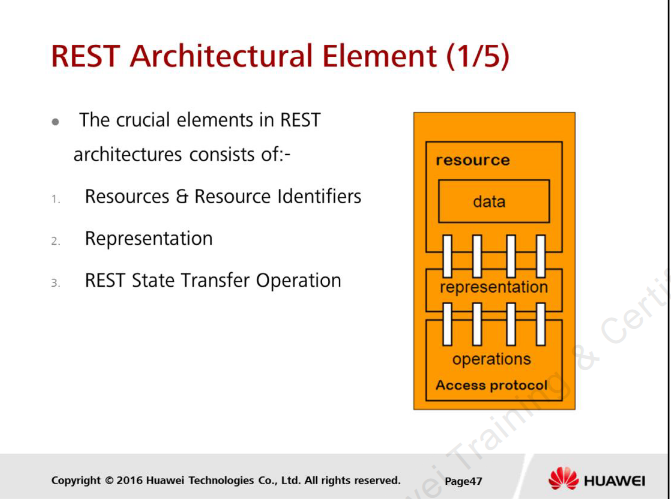 REST Architectural Element (1/5)
● The crucial elements in REST
architectures consists of:-
1. Resources & Resource Identifiers
2. Representation
3. REST State Transfer Operation
resource
data
representation
operations
Access protocol
Training & Certi
Copyright © 2016 Huawei Technologies Co., Ltd. All rights reserved.
Page47
HUAWEI